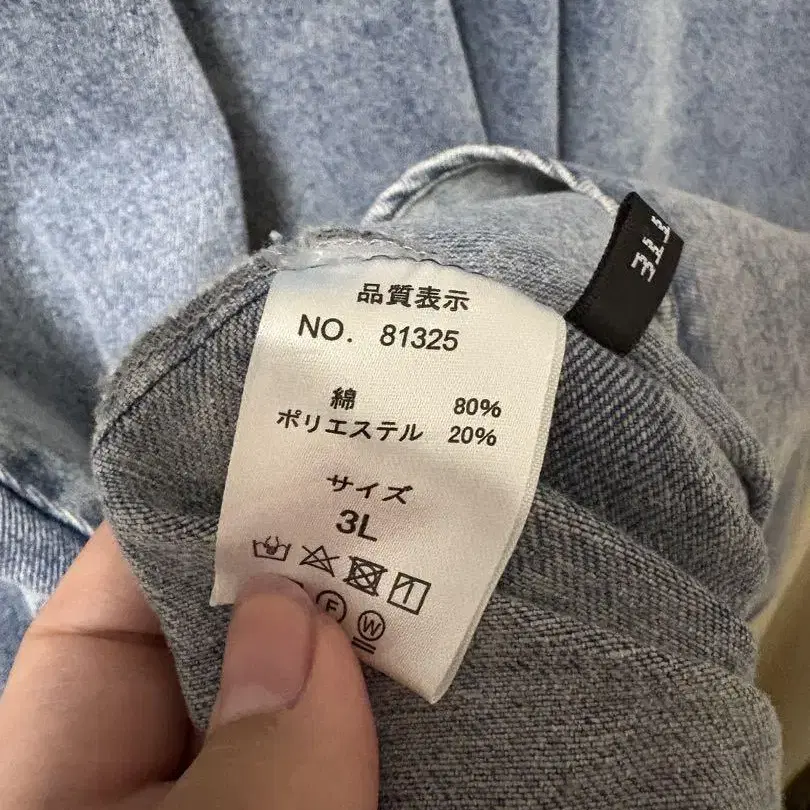 品質表示
NO. 81325
綿 80%
ポリエステル 20%
サイズ
3L
F W